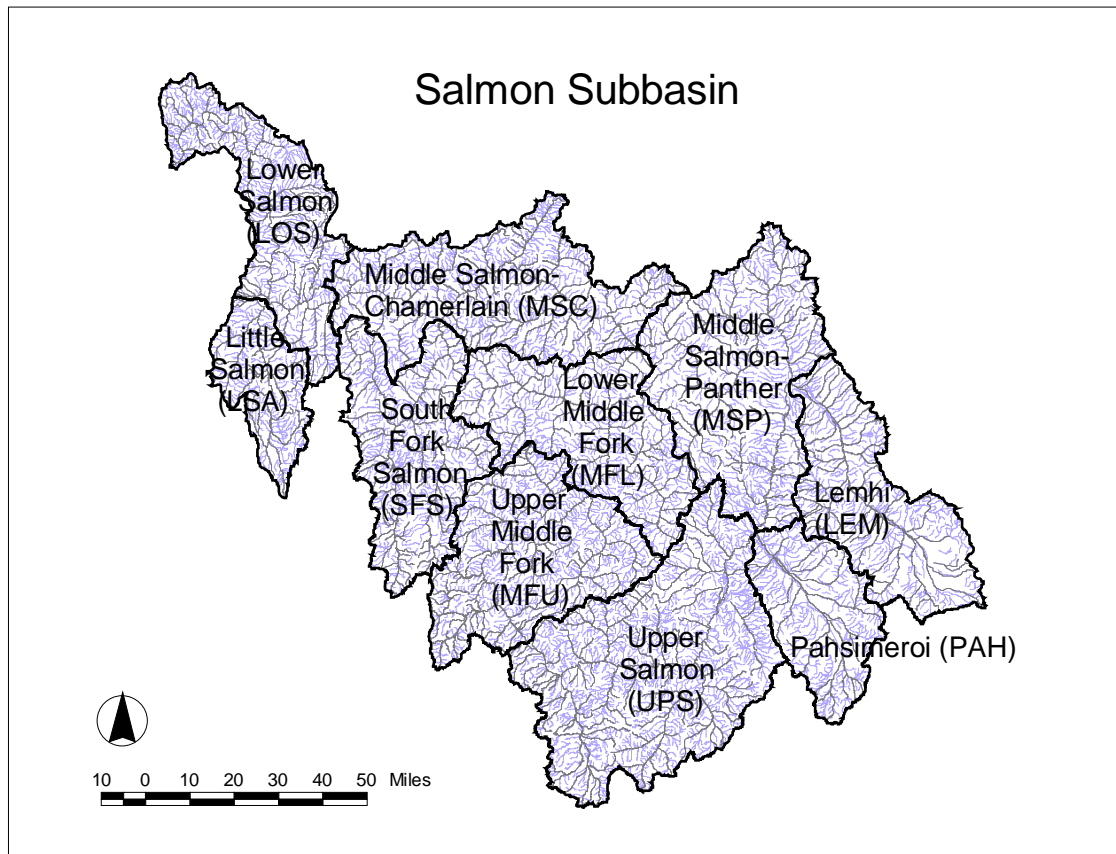 Salmon Subbasin
Lower
Salmon
(LOS)
Middle Salmon-
Chamerlain (MSC)
Little
Salmon
(LSA)
Middle
Salmon-
Panther
(MSP)
Lower
Middle
Fork
(MFL)
South
Fork
Salmon
(SFS)
Upper
Middle
Fork
(MFU)
Lemhi
(LEM)
Upper
Salmon
(UPS)
Pahsimeroi (PAH)
10 0 10 20 30 40 50 Miles